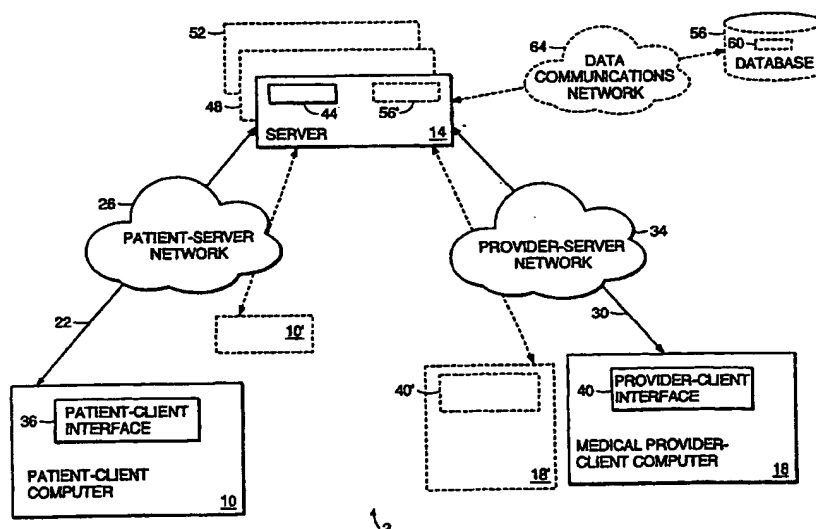 52
48
44
56'
SERVER
14
64
DATA
COMMUNICATIONS
NETWORK
56
60
DATABASE
26
PATIENT-SERVER
NETWORK
PROVIDER-SERVER
NETWORK
34
22
10'
30
36
PATIENT-CLIENT
INTERFACE
PATIENT-CLIENT
COMPUTER
10
40'
18'
40
PROVIDER-CLIENT
INTERFACE
MEDICAL PROVIDER-
CLIENT COMPUTER
18
2